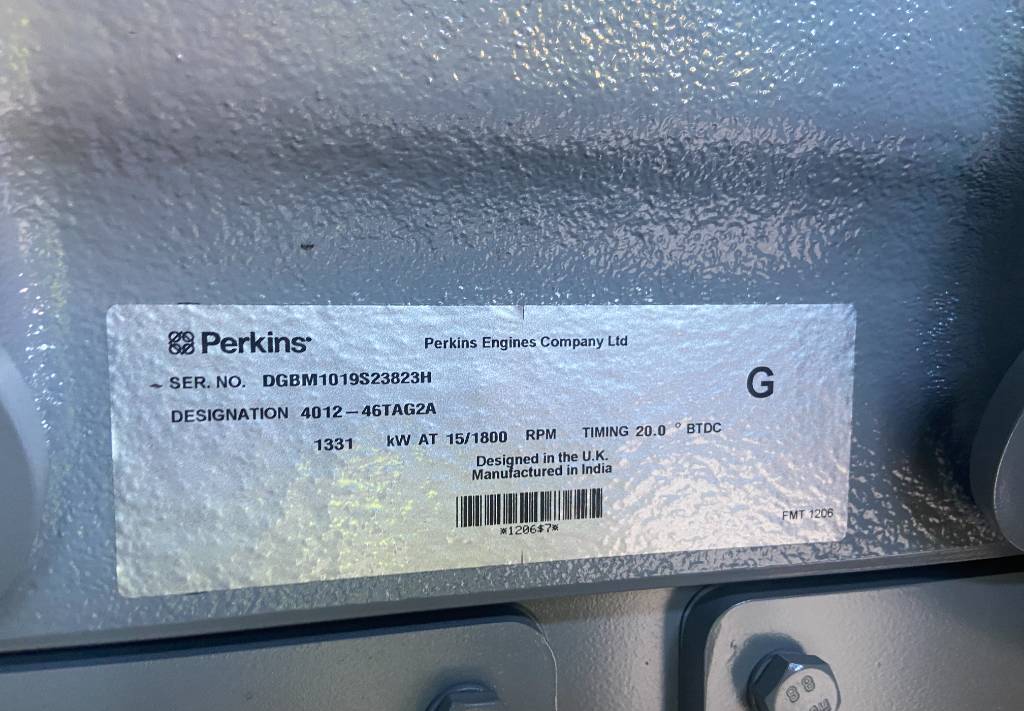 Perkins
Perkins Engines Company Ltd
SER. NO. DGBM1019S23823H
G
DESIGNATION 4012-46TAG2A
1331 kW AT 15/1800 RPM TIMING 20.0 ° BTDC
Designed in the U.K.
Manufactured in India
*1206$7*
FMT 1206
88